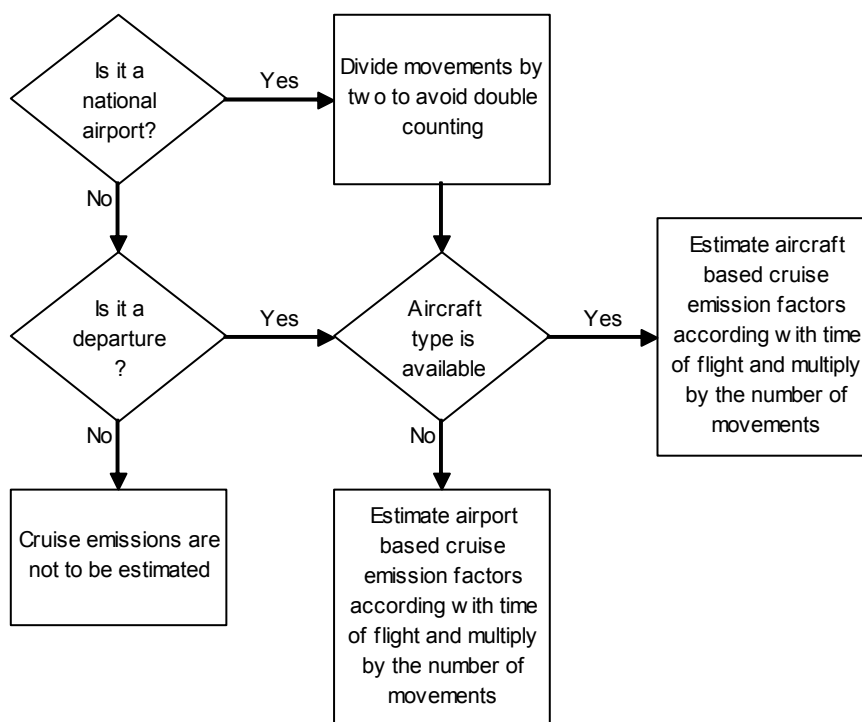 Is it a
national
airport?
Yes
Divide movements by
two to avoid double
counting
No
Is it a
departure
?
Yes
Aircraft
type is
available
Yes
Estimate aircraft
based cruise
emission factors
according with time
of flight and multiply
by the number of
movements
No
Cruise emissions are
not to be estimated
No
Estimate airport
based cruise
emission factors
according with time
of flight and multiply
by the number of
movements